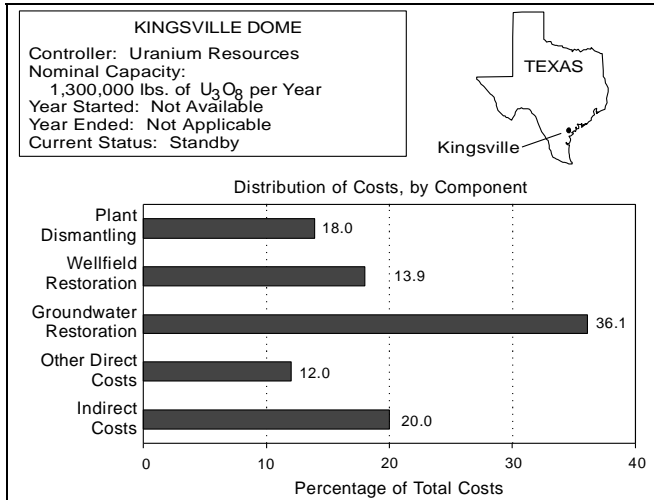 KINGSVILLE DOME
Controller: Uranium Resources
Nominal Capacity:
1,300,000 lbs. of U3O8 per Year
Year Started: Not Available
Year Ended: Not Applicable
Current Status: Standby
TEXAS
Kingsville
Distribution of Costs, by Component
Plant
Dismantling
18.0
Wellfield
Restoration
13.9
Groundwater
Restoration
36.1
Other Direct
Costs
12.0
Indirect
Costs
20.0
0 10 20 30 40
Percentage of Total Costs